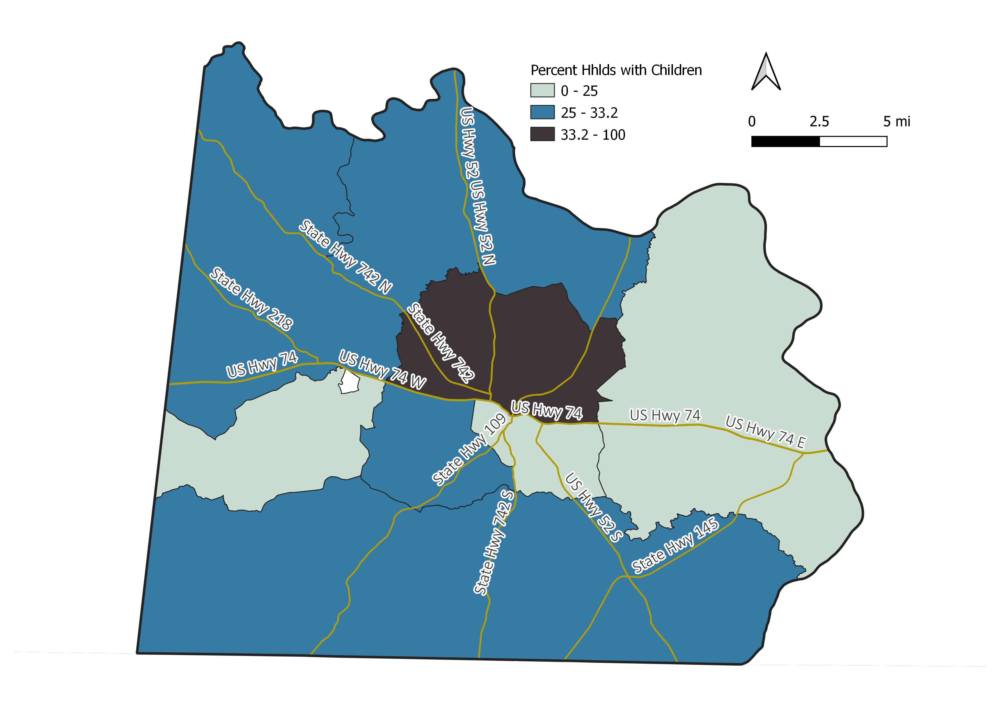 Percent Hhlds with Children
0 - 25
25 - 33.2
33.2 - 100
0 2.5 5 mi
US Hwy 52
US Hwy 52 N
State Hwy 742 N
State Hwy 218
State Hwy 742
US Hwy 74
US Hwy 74 W
US Hwy 74
US Hwy 74
US Hwy 74 E
State Hwy 109
US Hwy 52 S
State Hwy 742 S
State Hwy 145